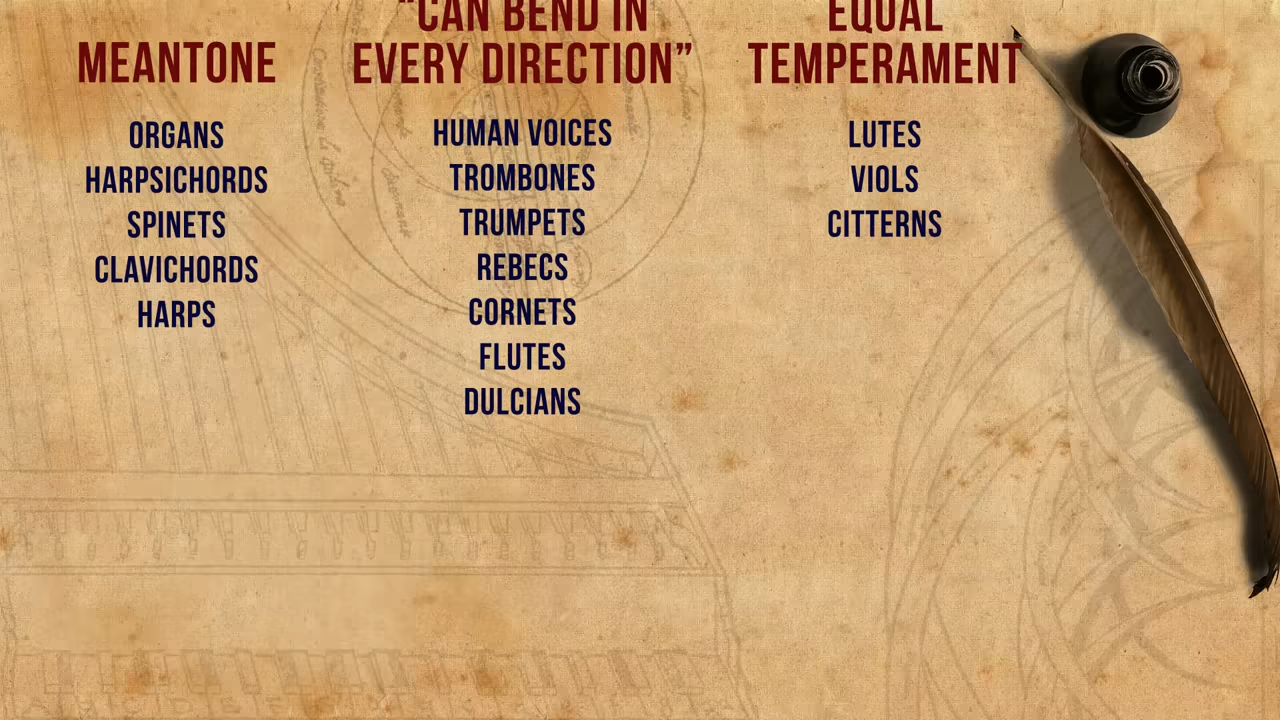 MEANTONE
ORGANS
HARPSICHORDS
SPINETS
CLAVICHORDS
HARPS
“CAN BEND IN
EVERY DIRECTION”
HUMAN VOICES
TROMBONES
TRUMPETS
REBECS
CORNETS
FLUTES
DULCIANS
EQUAL
TEMPERAMENT
LUTES
VIOLS
CITTERNS